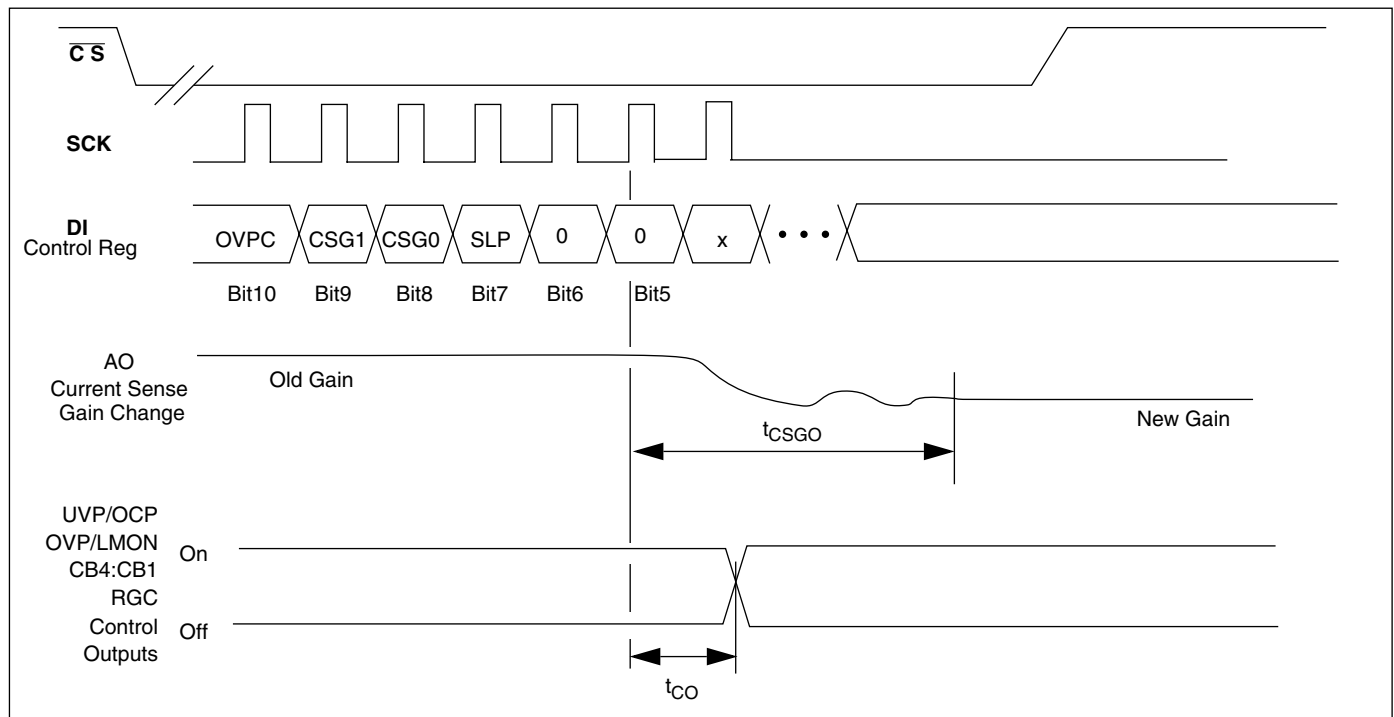 C S
SCK
DI
Control Reg
OVPC CSG1 CSG0 SLP 0 0 x • • •
Bit10 Bit9 Bit8 Bit7 Bit6 Bit5
AO
Current Sense
Gain Change
Old Gain
New Gain
tCSGO
UVP/OCP
OVP/LMON
CB4:CB1
RGC
Control
Outputs
On
Off
tCO